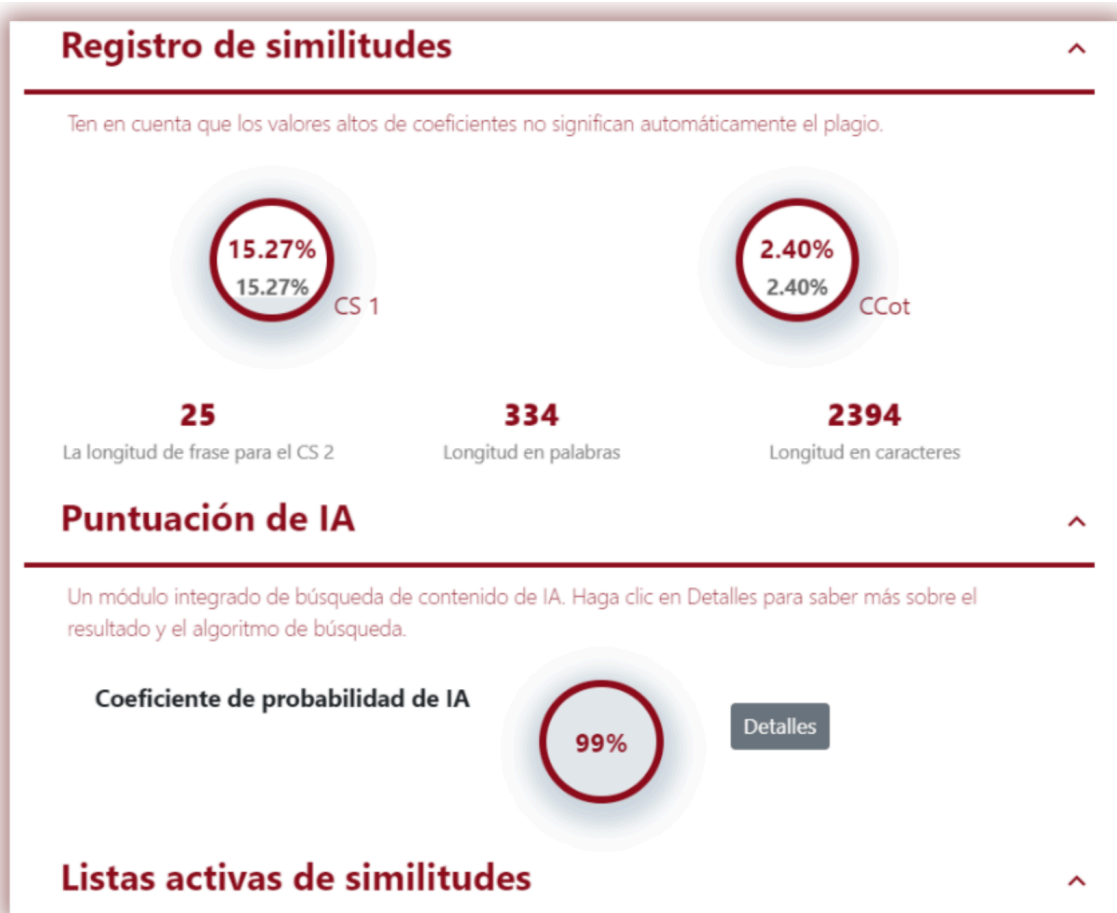 Registro de similitudes
Ten en cuenta que los valores altos de coeficientes no significan automáticamente el plagio.
15.27%
15.27%
CS 1
2.40%
2.40%
CCot
25
La longitud de frase para el CS 2
334
Longitud en palabras
2394
Longitud en caracteres
Puntuación de IA
Un módulo integrado de búsqueda de contenido de IA. Haga clic en Detalles para saber más sobre el
resultado y el algoritmo de búsqueda.
Coeficiente de probabilidad de IA
99%
Detalles
Listas activas de similitudes